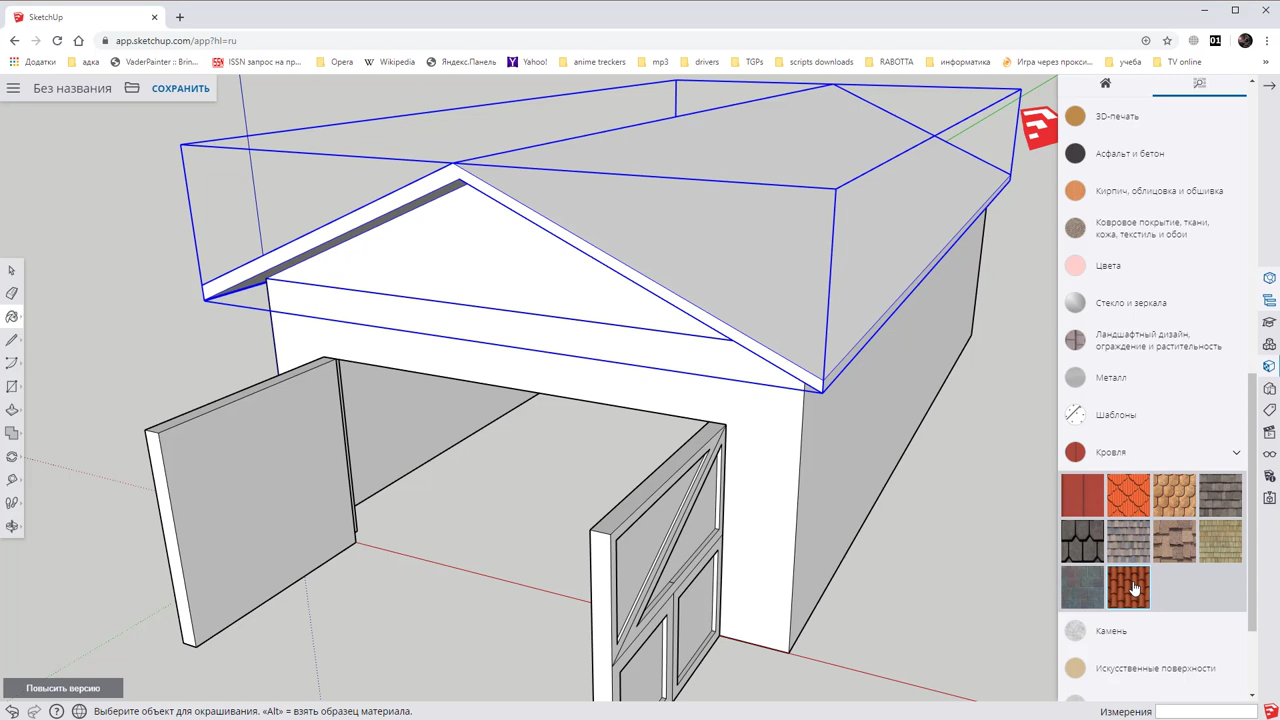 SketchUp
app.sketchup.com/app?hl=ru
Додатки
адка
VaderPainter :: Brin...
ISSN запрос на пр...
Opera
Wikipedia
Яндекс.Панель
Yahoo!
anime treckers
mp3
drivers
TGPs
scripts downloads
RABOTTA
информатика
Игра через прокси...
учеба
TV online
»
01
Без названия
СОХРАНИТЬ
3D-печать
Асфальт и бетон
Кирпич, облицовка и обшивка
Ковровое покрытие, ткани,
кожа, текстиль и обои
Цвета
Стекло и зеркала
Ландшафтный дизайн,
ограждение и растительность
Металл
Шаблоны
Кровля
Камень
Искусственные поверхности
Повысить версию
Выберите объект для окрашивания. «Alt» = взять образец материала.
Измерения